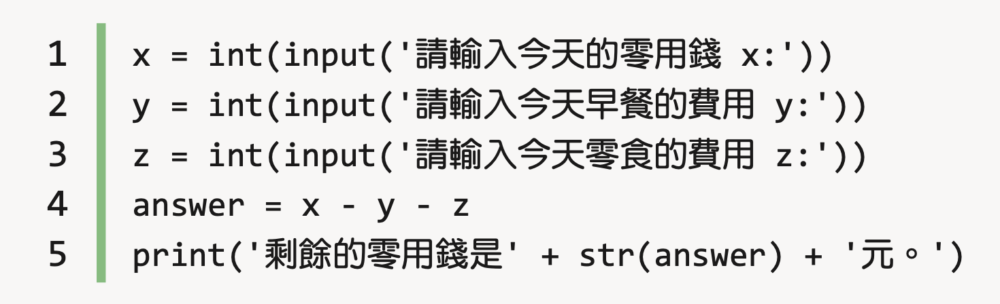 1 x = int(input('請輸入今天的零用錢 x:'))
2 y = int(input('請輸入今天早餐的費用 y:'))
3 z = int(input('請輸入今天零食的費用 z:'))
4 answer = x - y - z
5 print('剩餘的零用錢是' + str(answer) + '元。')